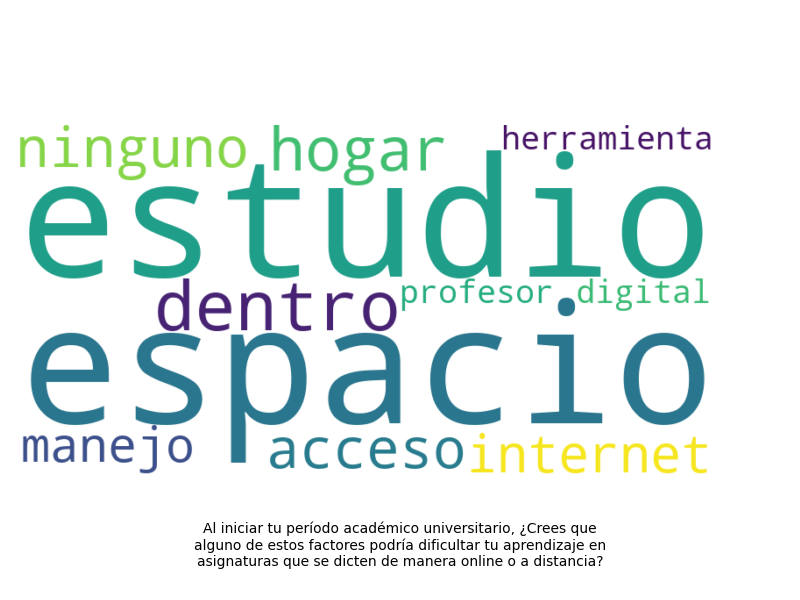 ninguno hogar herramienta
estudio
dentro profesor digital
espacio
manejo acceso internet
Al iniciar tu período académico universitario, ¿Crees que
alguno de estos factores podría dificultar tu aprendizaje en
asignaturas que se dicten de manera online o a distancia?